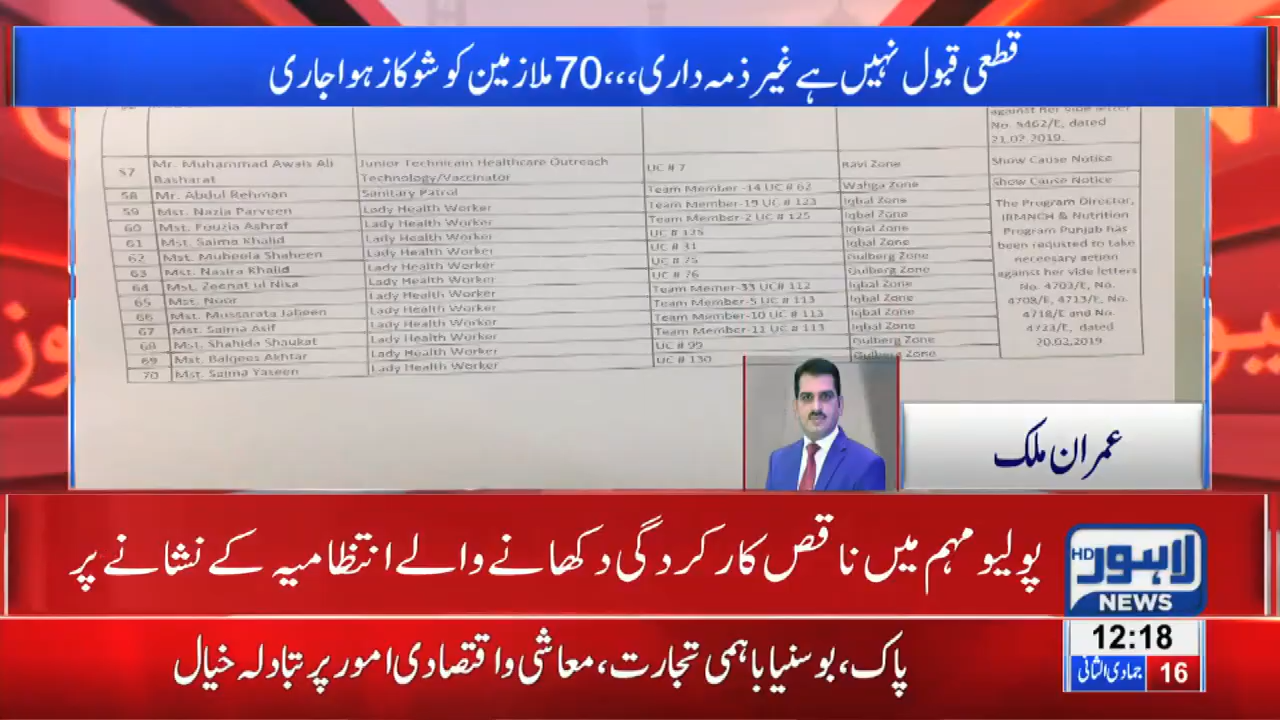 قطعی قبول نہیں ہے غیر ذمہ داری،،،70 ملازمین کو شوکاز ہوا جاری
against her vide letter
No. 5462/E, dated
21.02.2019.
57 Mr. Muhammad Awais Ali Basharat Junior Technicain Healthcare Outreach Technology/Vaccinator UC # 7 Ravi Zone Show Cause Notice
58 Mr. Abdul Rehman Sanitary Patrol Team Member -14 UC # 62 Wahga Zone Show Cause Notice
59 Mst. Nazia Parveen Lady Health Worker Team Member-19 UC # 123 Iqbal Zone
60 Mst. Fouzia Ashraf Lady Health Worker Team Member-2 UC # 125 Iqbal Zone
61 Mst. Saima Khalid Lady Health Worker UC # 125 Iqbal Zone
62 Mst. Mubeela Shaheen Lady Health Worker UC # 31 Iqbal Zone
63 Mst. Nasira Khalid Lady Health Worker UC # 75 Gulberg Zone
64 Mst. Zeenat ul Nisa Lady Health Worker UC # 76 Gulberg Zone
65 Mst. Noor Lady Health Worker Team Memer-33 UC # 112 Iqbal Zone
66 Mst. Mussarata Jabeen Lady Health Worker Team Member-5 UC # 113 Iqbal Zone
67 Mst. Saima Asif Lady Health Worker Team Member-10 UC # 113 Iqbal Zone
68 Mst. Shahida Shaukat Lady Health Worker Team Member-11 UC # 113 Iqbal Zone
69 Mst. Balgees Akhtar Lady Health Worker UC # 99 Gulberg Zone
70 Mst. Saima Yaseen Lady Health Worker UC # 130 Gulberg Zone
The Program Director,
IRMNCH & Nutrition
Program Punjab has
been requsted to take
necessary action
against her vide letters
No. 4703/E, No.
4708/E, 4713/E, No.
4718/E and No.
4723/E, dated
20.02.2019
عمران ملک
پولیو مہم میں ناقص کارکردگی دکھانے والے انتظامیہ کے نشانے پر
لاہور HD
NEWS
پاک، بوسنیا باہمی تجارت، معاشی و اقتصادی امور پر تبادلہ خیال
12:18
جمادی الثانی 16